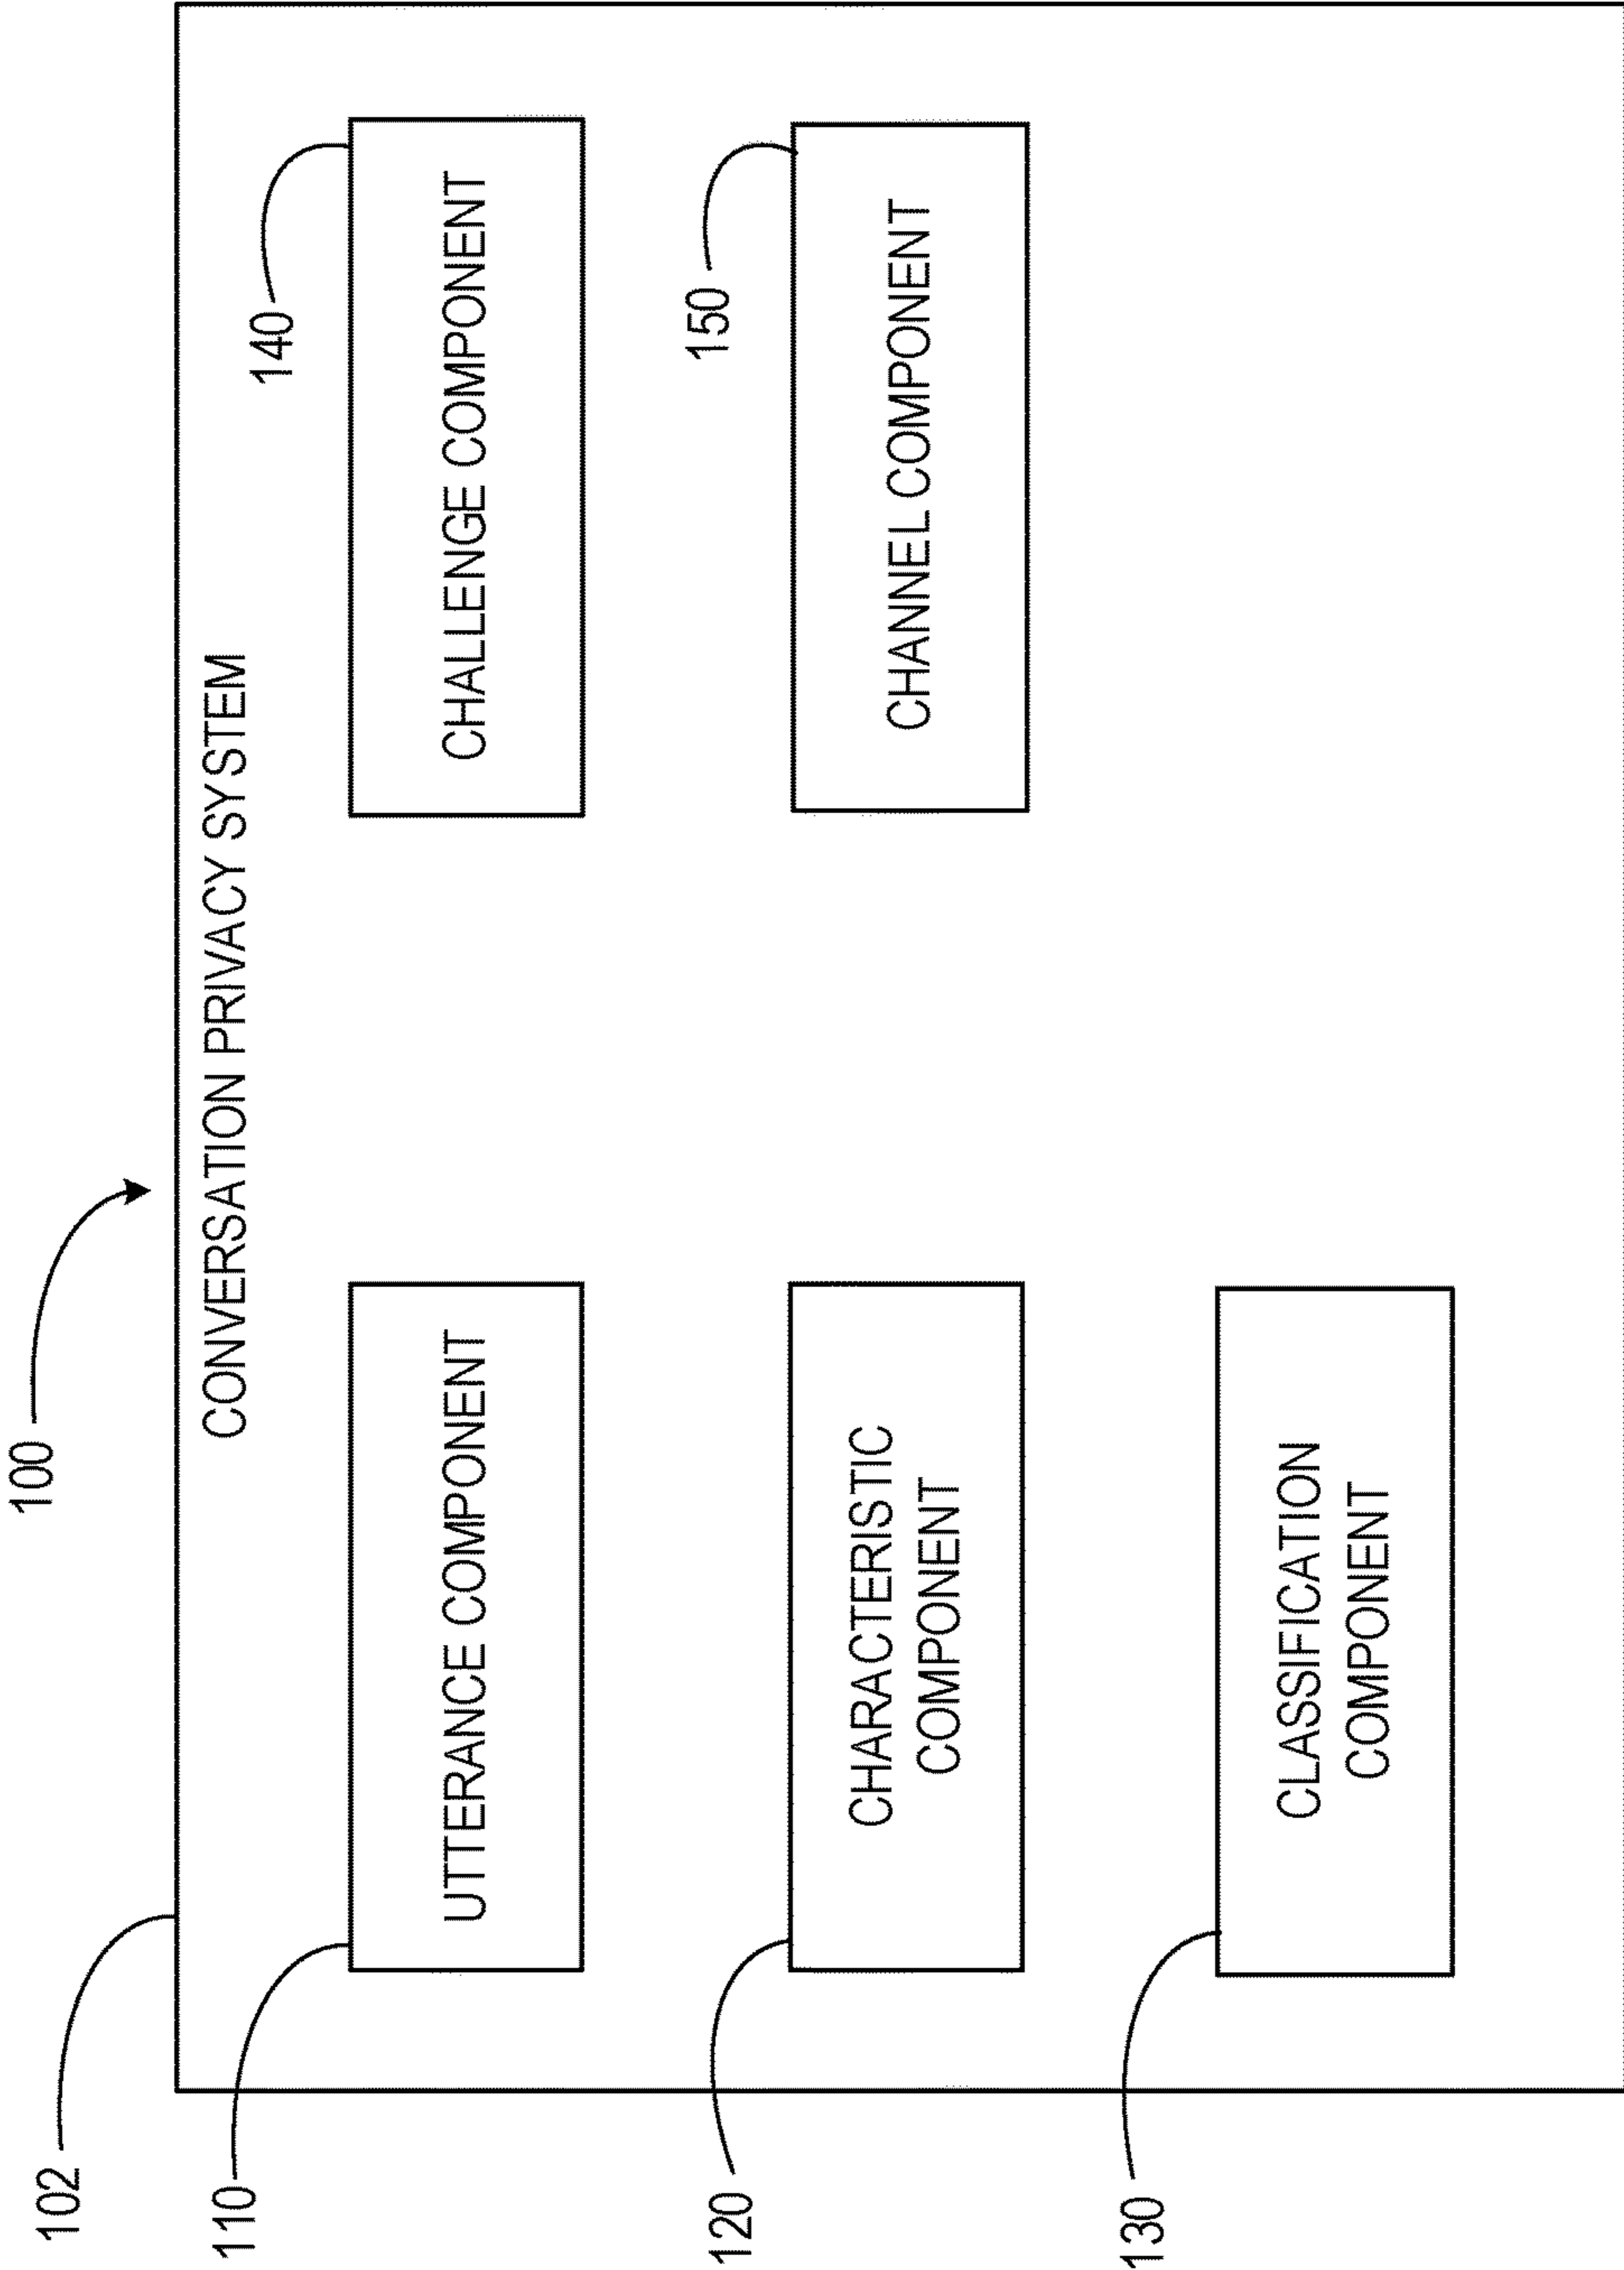 100
102
CONVERSATION PRIVACY SYSTEM
110
UTTERANCE COMPONENT
140
CHALLENGE COMPONENT
120
CHARACTERISTIC
COMPONENT
150
CHANNEL COMPONENT
130
CLASSIFICATION
COMPONENT